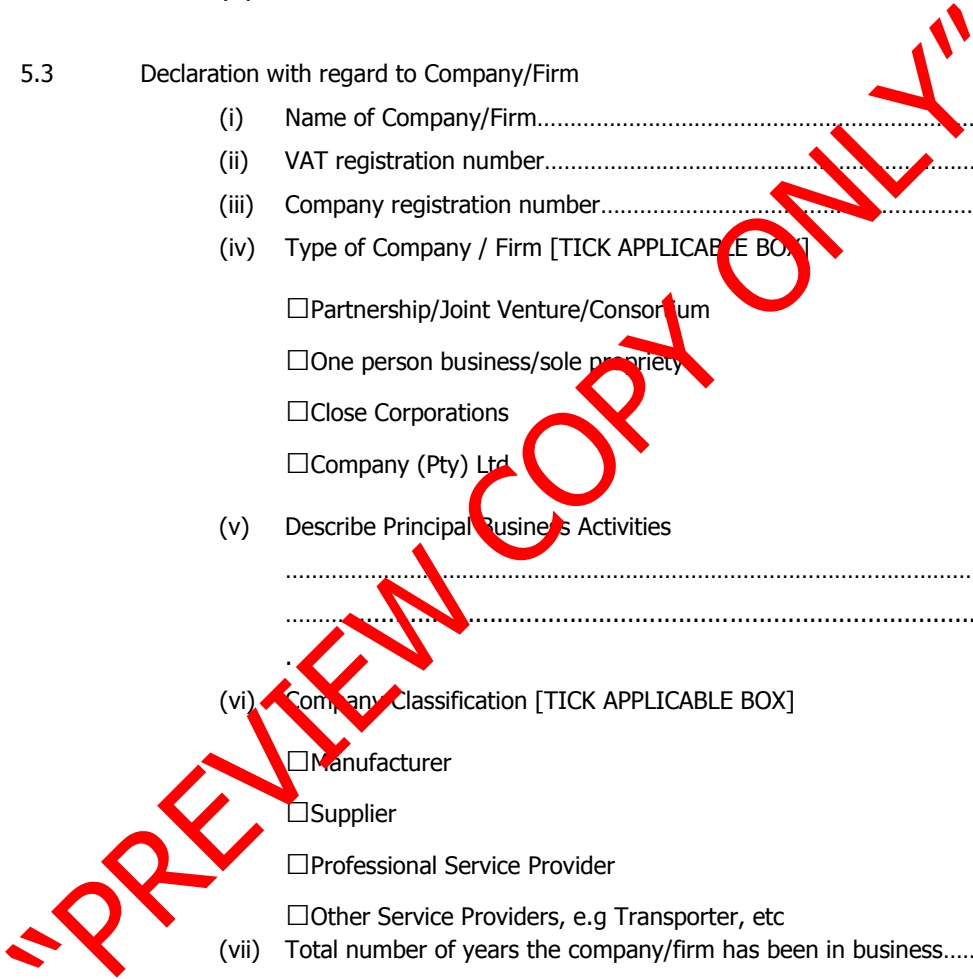 5.3 Declaration with regard to Company/Firm
(i) Name of Company/Firm……………………………………………………………
(ii) VAT registration number……………………………………………………………
(iii) Company registration number……………………………………………………
(iv) Type of Company / Firm [TICK APPLICABLE BOX]
☐Partnership/Joint Venture/Consortium
☐One person business/sole propriety
☐Close Corporations
☐Company (Pty) Ltd
(v) Describe Principal Business Activities
……………………………………………………………………………………………
……………………………………………………………………………………………
.
(vi) Company Classification [TICK APPLICABLE BOX]
☐Manufacturer
☐Supplier
☐Professional Service Provider
☐Other Service Providers, e.g Transporter, etc
(vii) Total number of years the company/firm has been in business……
"PREVIEW COPY ONLY"